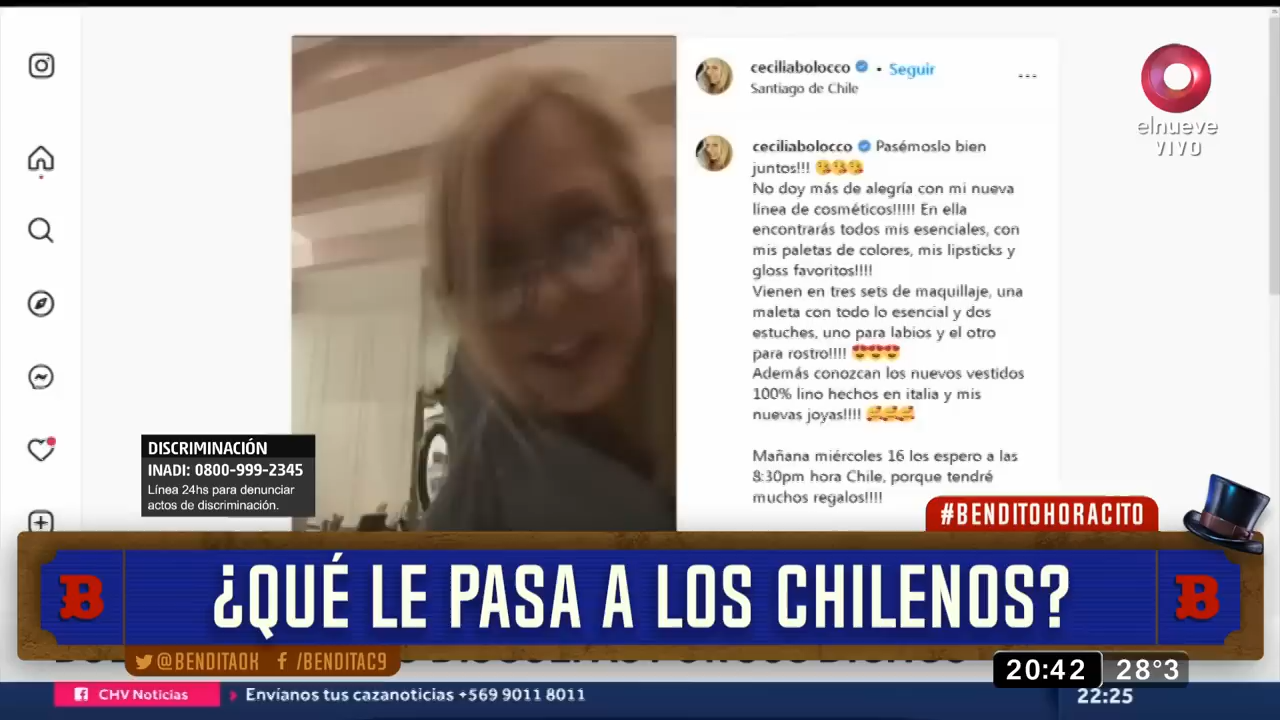 ceciliabolocco • Seguir
Santiago de Chile
elnueve
VIVO
ceciliabolocco Pasémoslo bien
juntos!!! 😘😘😘
No doy más de alegría con mi nueva
línea de cosméticos!!!!! En ella
encontrarás todos mis esenciales, con
mis paletas de colores, mis lipsticks y
gloss favoritos!!!!
Vienen en tres sets de maquillaje, una
maleta con todo lo esencial y dos
estuches, uno para labios y el otro
para rostro!!!! 😍😍😍
Además conozcan los nuevos vestidos
100% lino hechos en italia y mis
nuevas joyas!!!! 🥰🥰🥰
Mañana miércoles 16 los espero a las
8:30pm hora Chile, porque tendré
muchos regalos!!!!
DISCRIMINACIÓN
INADI: 0800-999-2345
Línea 24hs para denunciar
actos de discriminación.
#BENDITOHORACITO
B ¿QUÉ LE PASA A LOS CHILENOS? B
@BENDITAOK /BENDITAC9
20:42 28°3
CHV Noticias Envíanos tus cazanoticias +569 9011 8011
22:25